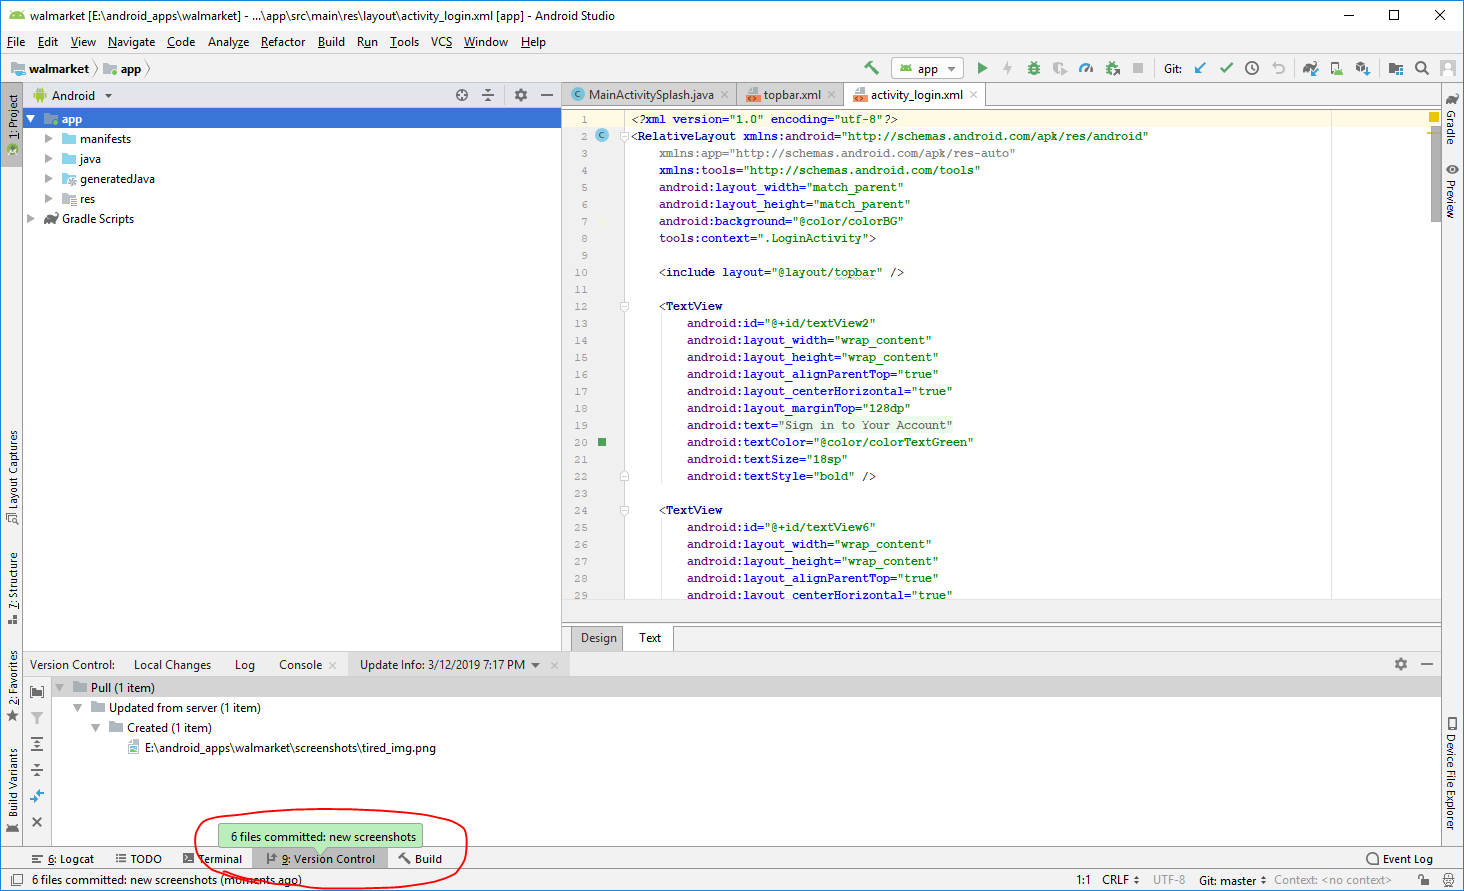 walmarket [E:\android_apps\walmarket] - ...\app\src\main\res\layout\activity_login.xml [app] - Android Studio
File Edit View Navigate Code Analyze Refactor Build Run Tools VCS Window Help
walmarket app
app
Git:
1: Project
Android
MainActivitySplash.java topbar.xml activity_login.xml
app
manifests
java
generatedJava
res
Gradle Scripts
1 <?xml version="1.0" encoding="utf-8"?>
2 <RelativeLayout xmlns:android="http://schemas.android.com/apk/res/android"
3 xmlns:app="http://schemas.android.com/apk/res-auto"
4 xmlns:tools="http://schemas.android.com/tools"
5 android:layout_width="match_parent"
6 android:layout_height="match_parent"
7 android:background="@color/colorBG"
8 tools:context=".LoginActivity">
9
10 <include layout="@layout/topbar" />
11
12 <TextView
13 android:id="@+id/textView2"
14 android:layout_width="wrap_content"
15 android:layout_height="wrap_content"
16 android:layout_alignParentTop="true"
17 android:layout_centerHorizontal="true"
18 android:layout_marginTop="128dp"
19 android:text="Sign in to Your Account"
20 android:textColor="@color/colorTextGreen"
21 android:textSize="18sp"
22 android:textStyle="bold" />
23
24 <TextView
25 android:id="@+id/textView6"
26 android:layout_width="wrap_content"
27 android:layout_height="wrap_content"
28 android:layout_alignParentTop="true"
29 android:layout_centerHorizontal="true"
Design Text
Gradle
Preview
Device File Explorer
Layout Captures
7: Structure
2: Favorites
Build Variants
Version Control: Local Changes Log Console Update Info: 3/12/2019 7:17 PM
Pull (1 item)
Updated from server (1 item)
Created (1 item)
E:\android_apps\walmarket\screenshots\tired_img.png
6 files committed: new screenshots
6: Logcat TODO Terminal 9: Version Control Build Event Log
6 files committed: new screenshots (moments ago) 1:1 CRLF UTF-8 Git: master Context: <no context>